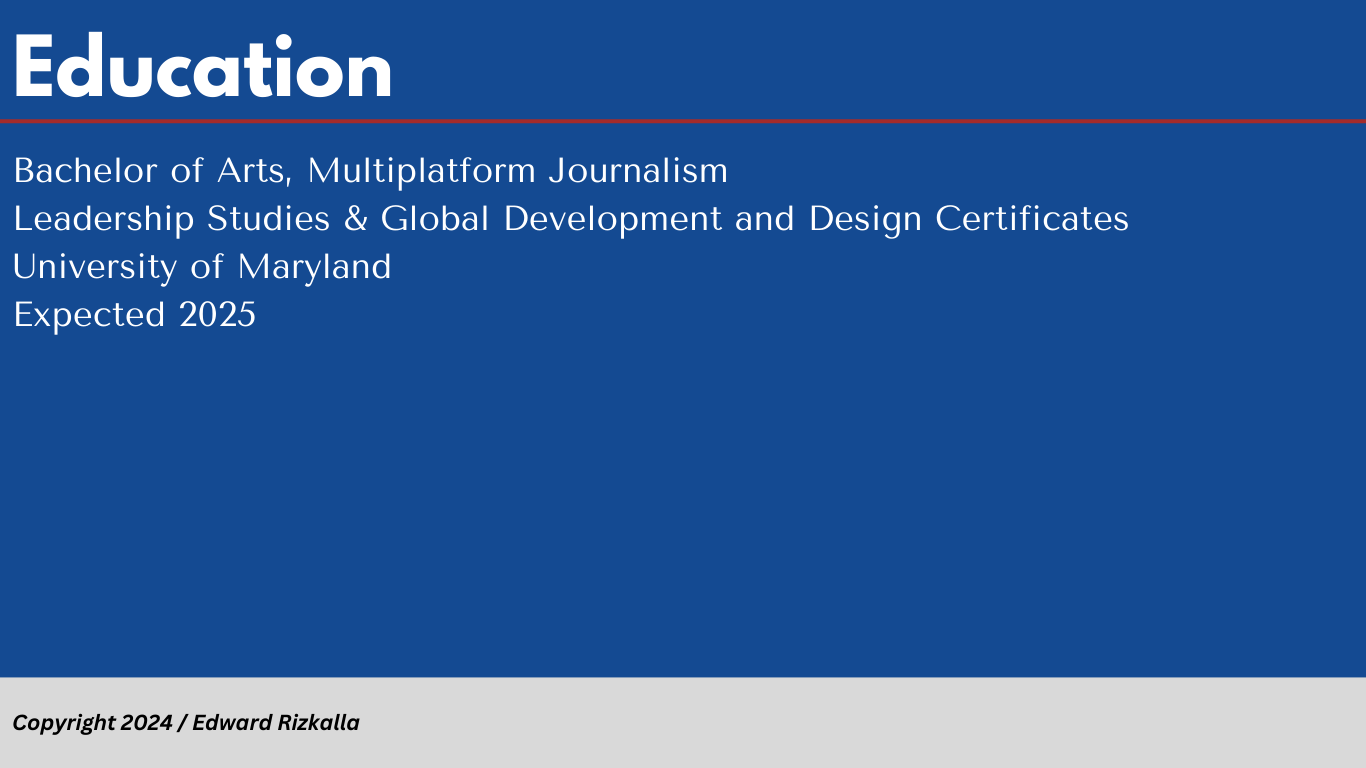 Education
Bachelor of Arts, Multiplatform Journalism
Leadership Studies & Global Development and Design Certificates
University of Maryland
Expected 2025
Copyright 2024 / Edward Rizkalla